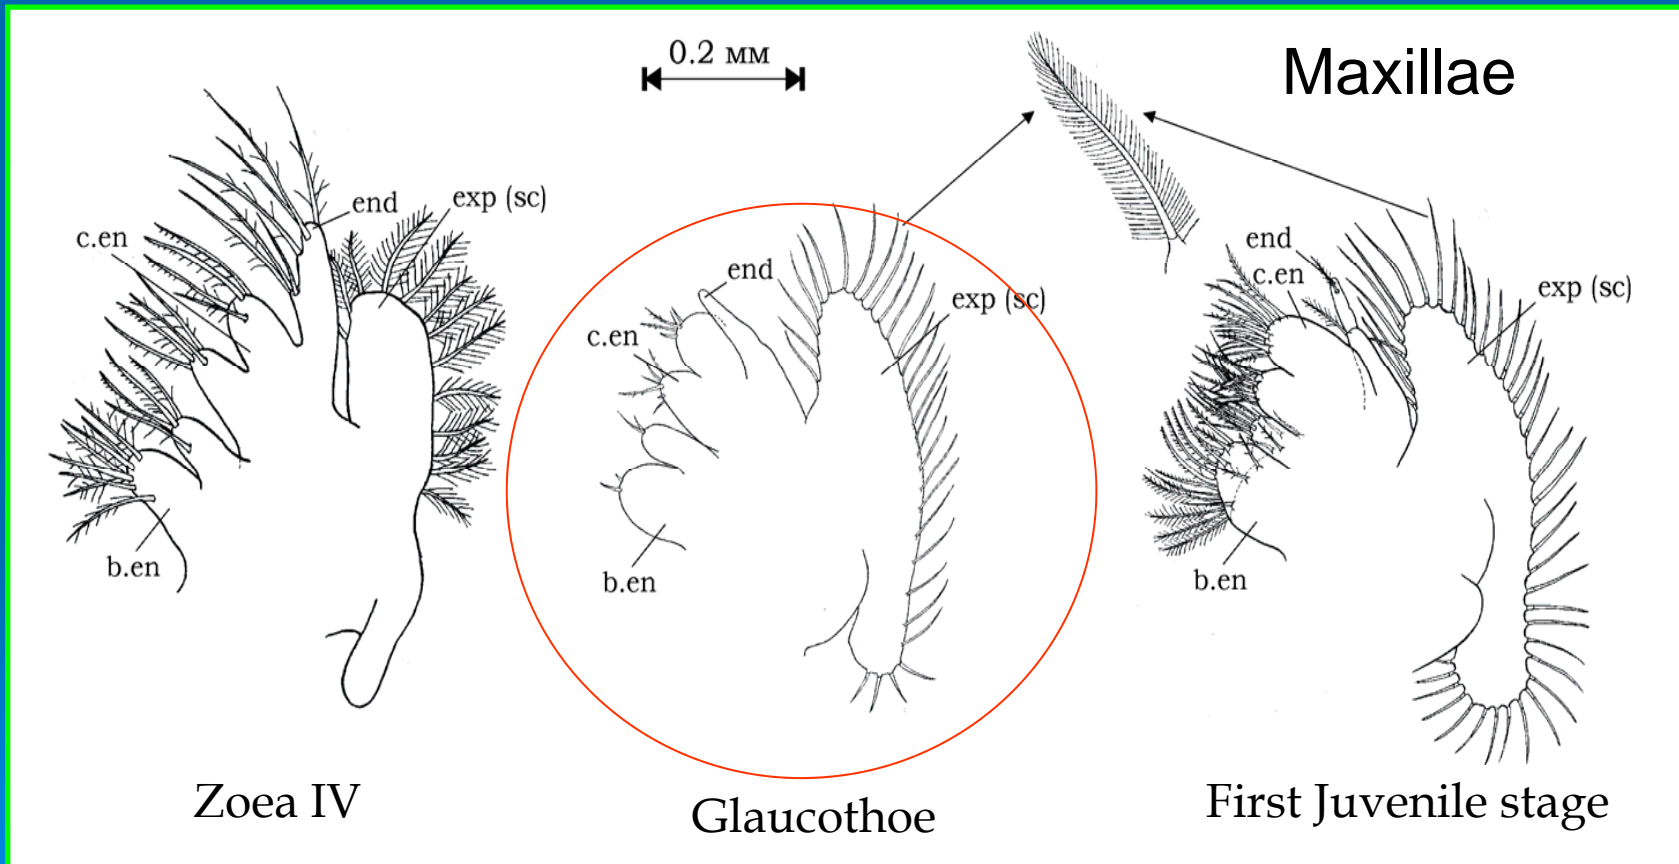 Maxillae
0.2 мм
end
exp (sc)
c.en
b.en
end
exp (sc)
c.en
b.en
end
c.en
exp (sc)
b.en
Zoea IV
Glaucothoe
First Juvenile stage